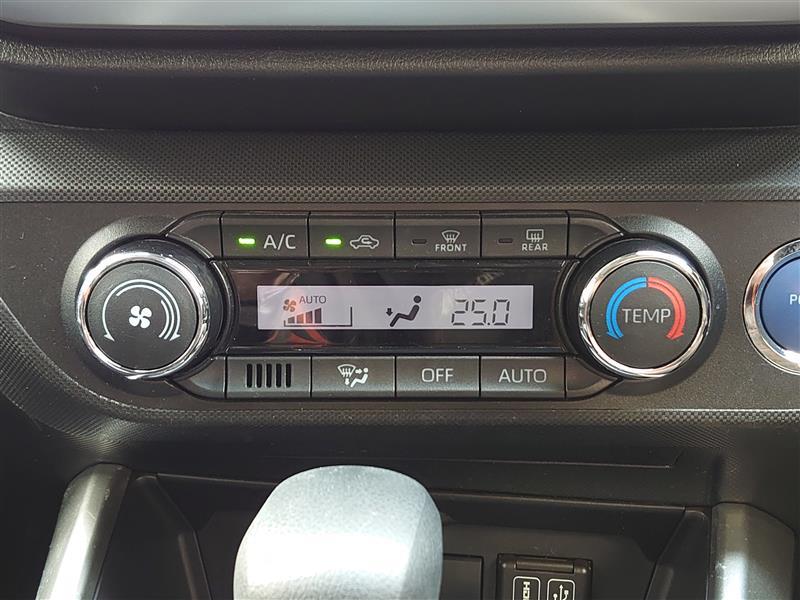 A/C
FRONT
REAR
AUTO
25.0
TEMP
OFF
AUTO